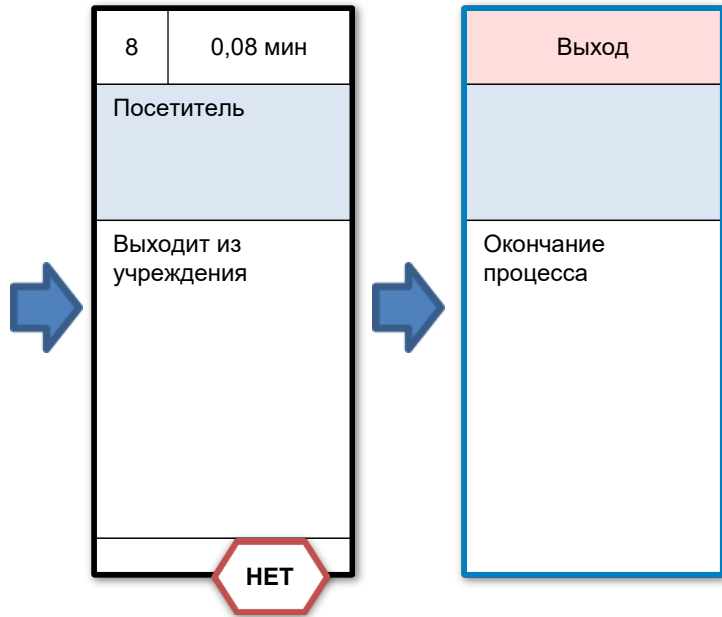 8
0,08 мин
Посетитель
Выходит из
учреждения
НЕТ
Выход
Окончание
процесса